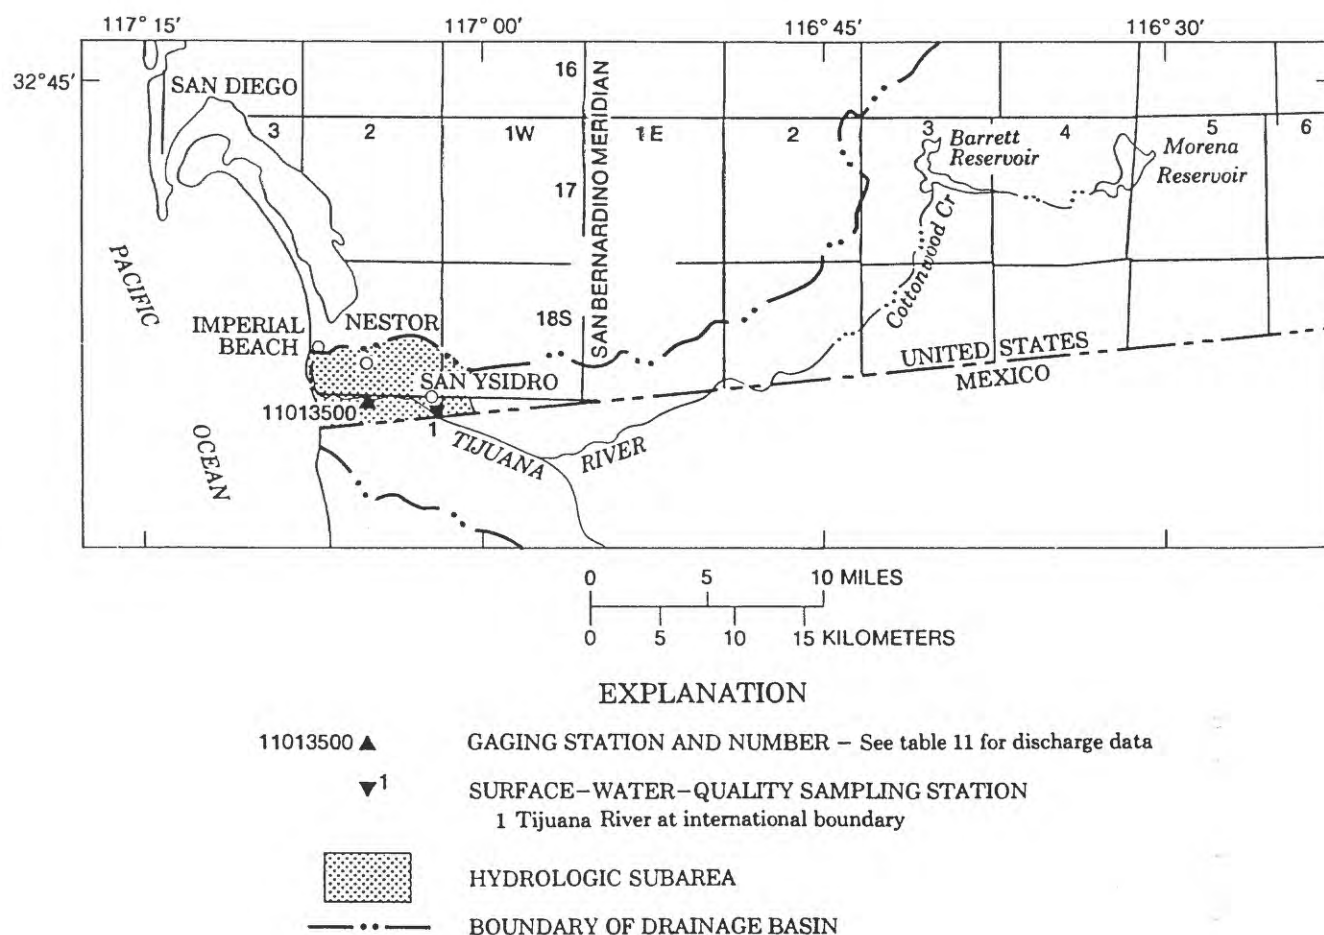 117° 15′
117° 00′
116° 45′
116° 30′
32° 45′
SAN DIEGO
16
SAN BERNARDINO MERIDIAN
3
2
1W
1E
2
3
4
5
6
Barrett
Reservoir
Morena
Reservoir
17
PACIFIC
Cottonwood Cr
IMPERIAL
BEACH
NESTOR
18S
UNITED STATES
MEXICO
SAN YSIDRO
11013500
1
TIJUANA
RIVER
OCEAN
0 5 10 MILES
0 5 10 15 KILOMETERS
EXPLANATION
11013500 ▲ GAGING STATION AND NUMBER – See table 11 for discharge data
▼1 SURFACE–WATER–QUALITY SAMPLING STATION
1 Tijuana River at international boundary
HYDROLOGIC SUBAREA
BOUNDARY OF DRAINAGE BASIN